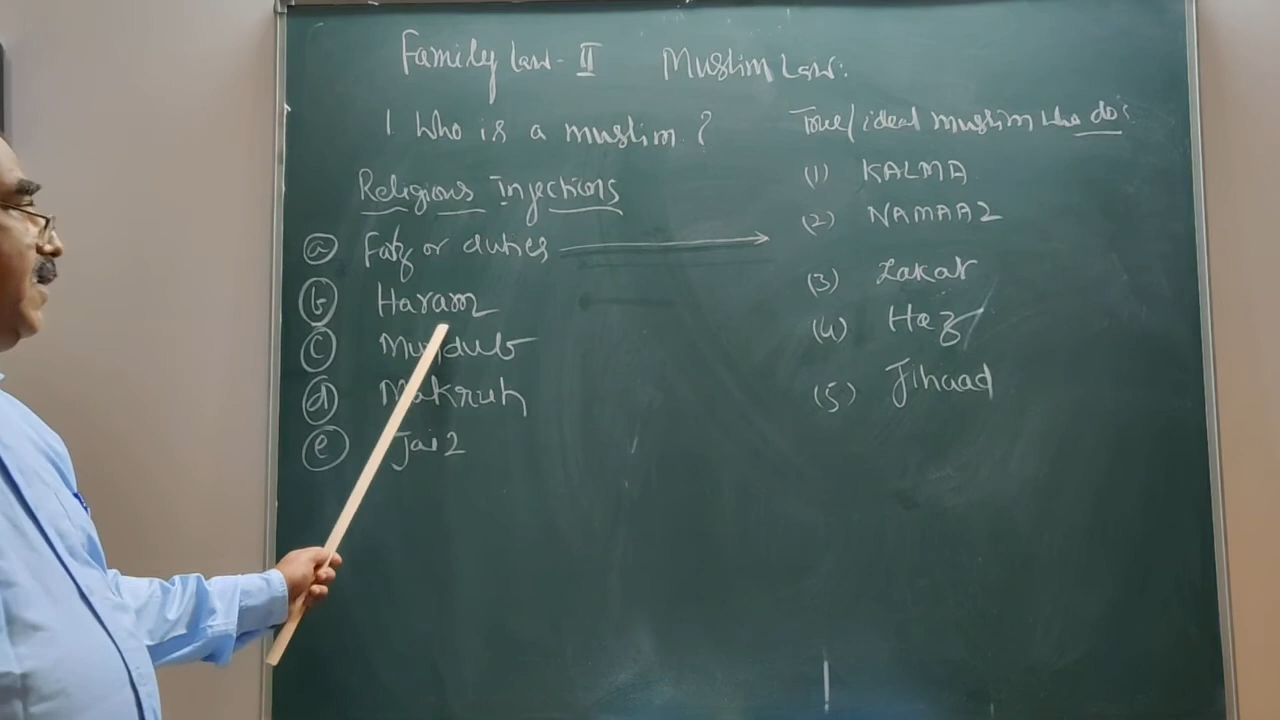 Family Law - II Muslim Law:
1. Who is a muslim?
Religious Injections
(a) Farz or duties
(b) Haram
(c) Mundub
(d) Makruh
(e) Jaiz
True/ideal muslim who do:
(1) KALMA
(2) NAMAAZ
(3) Zakat
(4) Haz
(5) Jihaad